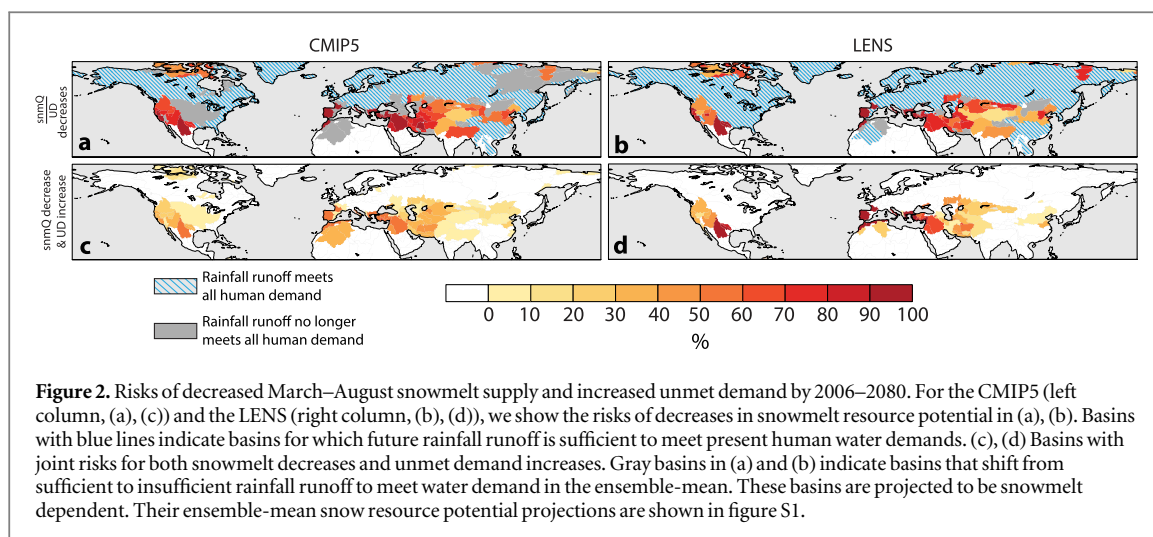 CMIP5
LENS
snmQ
UD
decreases
a
b
snmQ decrease
& UD increase
c
d
Rainfall runoff meets
all human demand
Rainfall runoff no longer
meets all human demand
0 10 20 30 40 50 60 70 80 90 100
%
Figure 2. Risks of decreased March–August snowmelt supply and increased unmet demand by 2006–2080. For the CMIP5 (left
column, (a), (c)) and the LENS (right column, (b), (d)), we show the risks of decreases in snowmelt resource potential in (a), (b). Basins
with blue lines indicate basins for which future rainfall runoff is sufficient to meet present human water demands. (c), (d) Basins with
joint risks for both snowmelt decreases and unmet demand increases. Gray basins in (a) and (b) indicate basins that shift from
sufficient to insufficient rainfall runoff to meet water demand in the ensemble-mean. These basins are projected to be snowmelt
dependent. Their ensemble-mean snow resource potential projections are shown in figure S1.